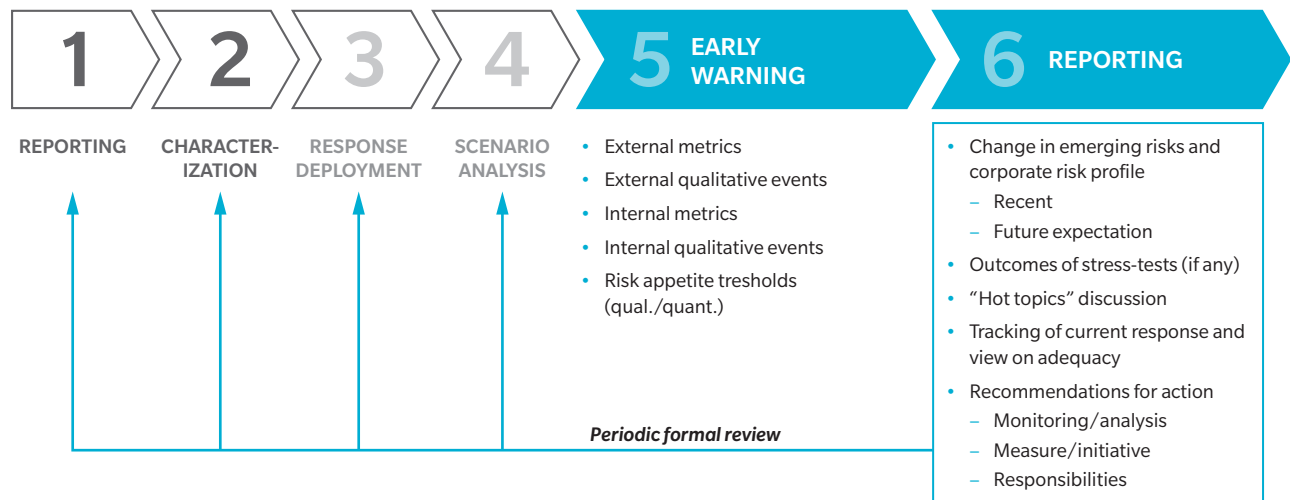 1
2
3
4
5
EARLY
WARNING
6
REPORTING
REPORTING
CHARACTER-
IZATION
RESPONSE
DEPLOYMENT
SCENARIO
ANALYSIS
• External metrics
• External qualitative events
• Internal metrics
• Internal qualitative events
• Risk appetite tresholds
(qual./quant.)
• Change in emerging risks and
corporate risk profile
– Recent
– Future expectation
• Outcomes of stress-tests (if any)
• “Hot topics” discussion
• Tracking of current response and
view on adequacy
• Recommendations for action
– Monitoring/analysis
– Measure/initiative
– Responsibilities
Periodic formal review